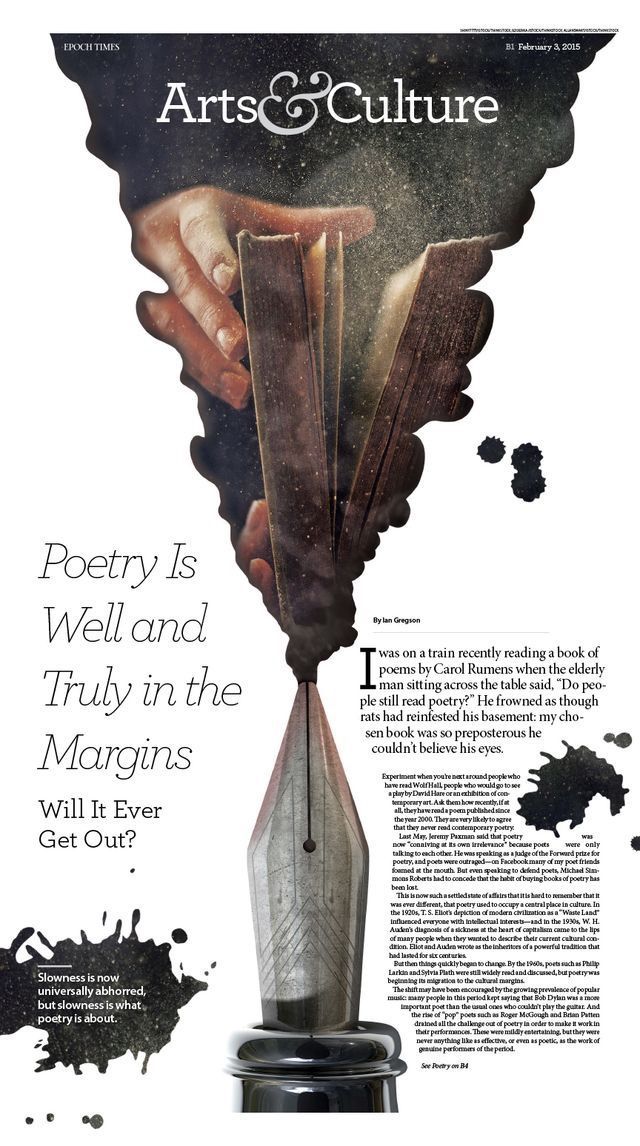 EPOCH TIMES
B1 February 3, 2015
Arts&Culture
Poetry Is
Well and
Truly in the
Margins
Will It Ever
Get Out?
Slowness is now
universally abhorred,
but slowness is what
poetry is about.
By Ian Gregson
I was on a train recently reading a book of
poems by Carol Rumens when the elderly
man sitting across the table said, “Do peo-
ple still read poetry?” He frowned as though
rats had reinfested his basement: my cho-
sen book was so preposterous he
couldn’t believe his eyes.
Experiment when you’re next around people who
have read Wolf Hall, people who would go to see
a play by David Hare or an exhibition of con-
temporary art. Ask them how recently, if at
all, they have read a poem published since
the year 2000. They are very likely to agree
that they never read contemporary poetry.
Last May, Jeremy Paxman said that poetry was
now “conniving at its own irrelevance” because poets were only
talking to each other. He was speaking as a judge of the Forward prize for
poetry, and poets were outraged—on Facebook many of my poet friends
foamed at the mouth. But even speaking to defend poets, Michael Sim-
mons Roberts had to concede that the habit of buying books of poetry has
been lost.
This is now such a settled state of affairs that it is hard to remember that it
was ever different, that poetry used to occupy a central place in culture. In
the 1920s, T. S. Eliot’s depiction of modern civilization as a “Waste Land”
influenced everyone with intellectual interests—and in the 1930s, W. H.
Auden’s diagnosis of a sickness at the heart of capitalism came to the lips
of many people when they wanted to describe their current cultural con-
dition. Eliot and Auden wrote as the inheritors of a powerful tradition that
had lasted for six centuries.
But then things quickly began to change. By the 1960s, poets such as Philip
Larkin and Sylvia Plath were still widely read and discussed, but poetry was
beginning its migration to the cultural margins.
The shift may have been encouraged by the growing prevalence of popular
music: many people in this period kept saying that Bob Dylan was a more
important poet than the usual ones who couldn’t play the guitar. And
the rise of “pop” poets such as Roger McGough and Brian Patten
drained all the challenge out of poetry in order to make it work in
their performances. These were mildly entertaining, but they were
never anything like as effective, or even as poetic, as the work of
genuine performers of the period.
See Poetry on B4